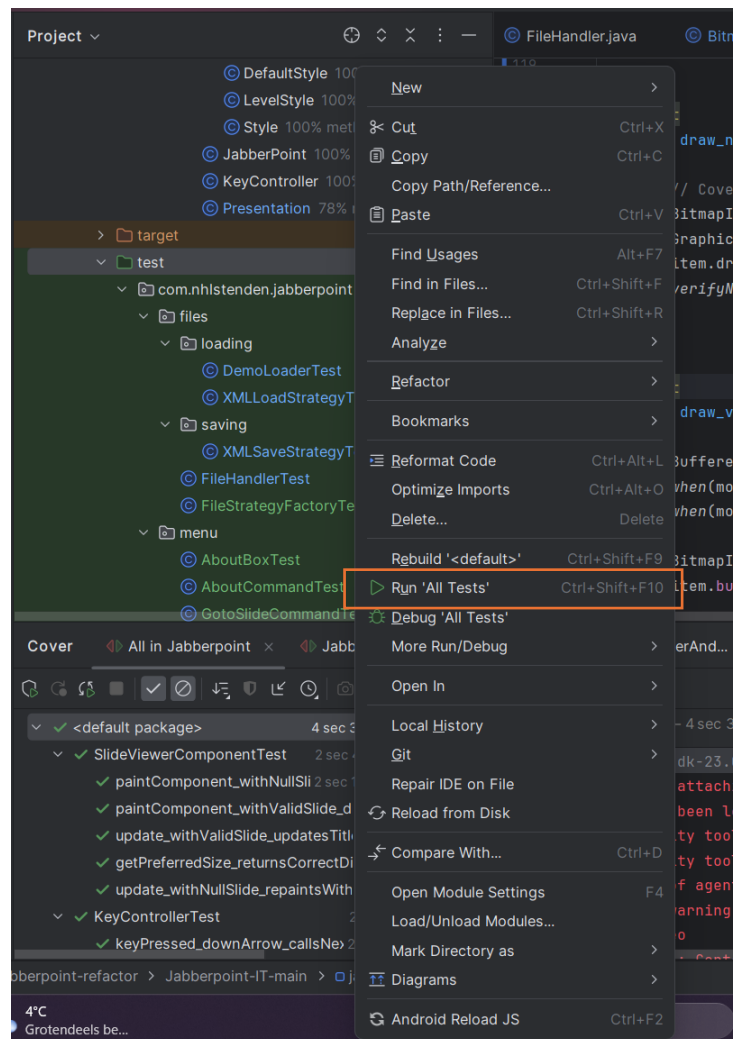 Project
FileHandler.java
Bitm
118
DefaultStyle 100
LevelStyle 100%
Style 100% met
JabberPoint 100%
KeyController 100
Presentation 78%
target
test
com.nhlstenden.jabberpoint
files
loading
DemoLoaderTest
XMLLoadStrategyT
saving
XMLSaveStrategyT
FileHandlerTest
FileStrategyFactoryTe
menu
AboutBoxTest
AboutCommandTest
GotoSlideCommandTe
New
Cut Ctrl+X
Copy Ctrl+C
Copy Path/Reference...
Paste Ctrl+V
Find Usages Alt+F7
Find in Files... Ctrl+Shift+F
Replace in Files... Ctrl+Shift+R
Analyze
Refactor
Bookmarks
Reformat Code Ctrl+Alt+L
Optimize Imports Ctrl+Alt+O
Delete... Delete
Rebuild '<default>' Ctrl+Shift+F9
Run 'All Tests' Ctrl+Shift+F10
Debug 'All Tests'
More Run/Debug
Open In
Local History
Git
Repair IDE on File
Reload from Disk
Compare With... Ctrl+D
Open Module Settings F4
Load/Unload Modules...
Mark Directory as
Diagrams
Android Reload JS Ctrl+F2
draw_n
// Cove
BitmapI
Graphic
item.dr
verifyN
draw_v
Buffere
when(mo
when(mo
BitmapI
item.bu
Cover
All in Jabberpoint
Jabb
erAnd...
<default package> 4 sec 3
SlideViewerComponentTest 2 sec
paintComponent_withNullSli 2 sec 1
paintComponent_withValidSlide_d
update_withValidSlide_updatesTitl
getPreferredSize_returnsCorrectDi
update_withNullSlide_repaintsWith
KeyControllerTest 2
keyPressed_downArrow_callsNex 2
– 4 sec 3
dk-23.
attach
been l
ty too
ty too
f agen
arning
o
bberpoint-refactor > Jabberpoint-IT-main > j
4°C
Grotendeels be...